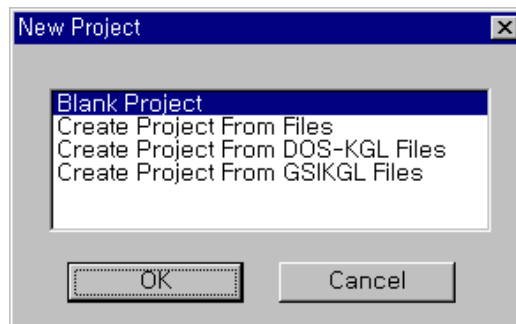 New Project
Blank Project
Create Project From Files
Create Project From DOS-KGL Files
Create Project From GSIKGL Files
OK
Cancel